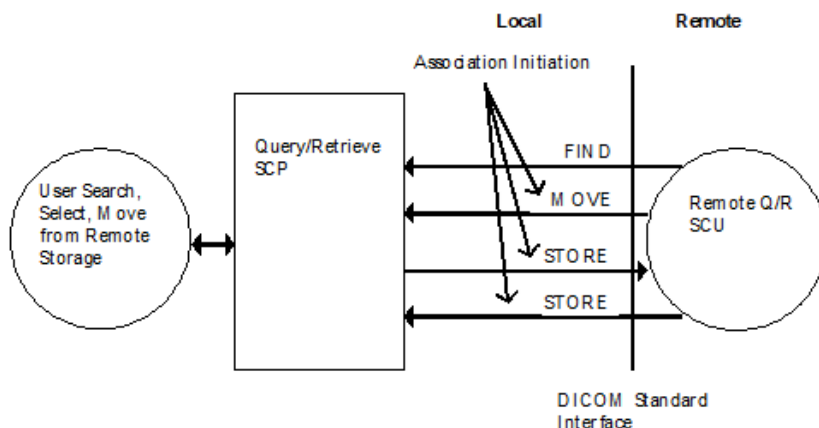 Local Remote
Association Initiation
Query/Retrieve
SCP
FIND
User Search,
Select, Move
from Remote
Storage
MOVE
Remote Q/R
SCU
STORE
STORE
DICOM Standard
Interface